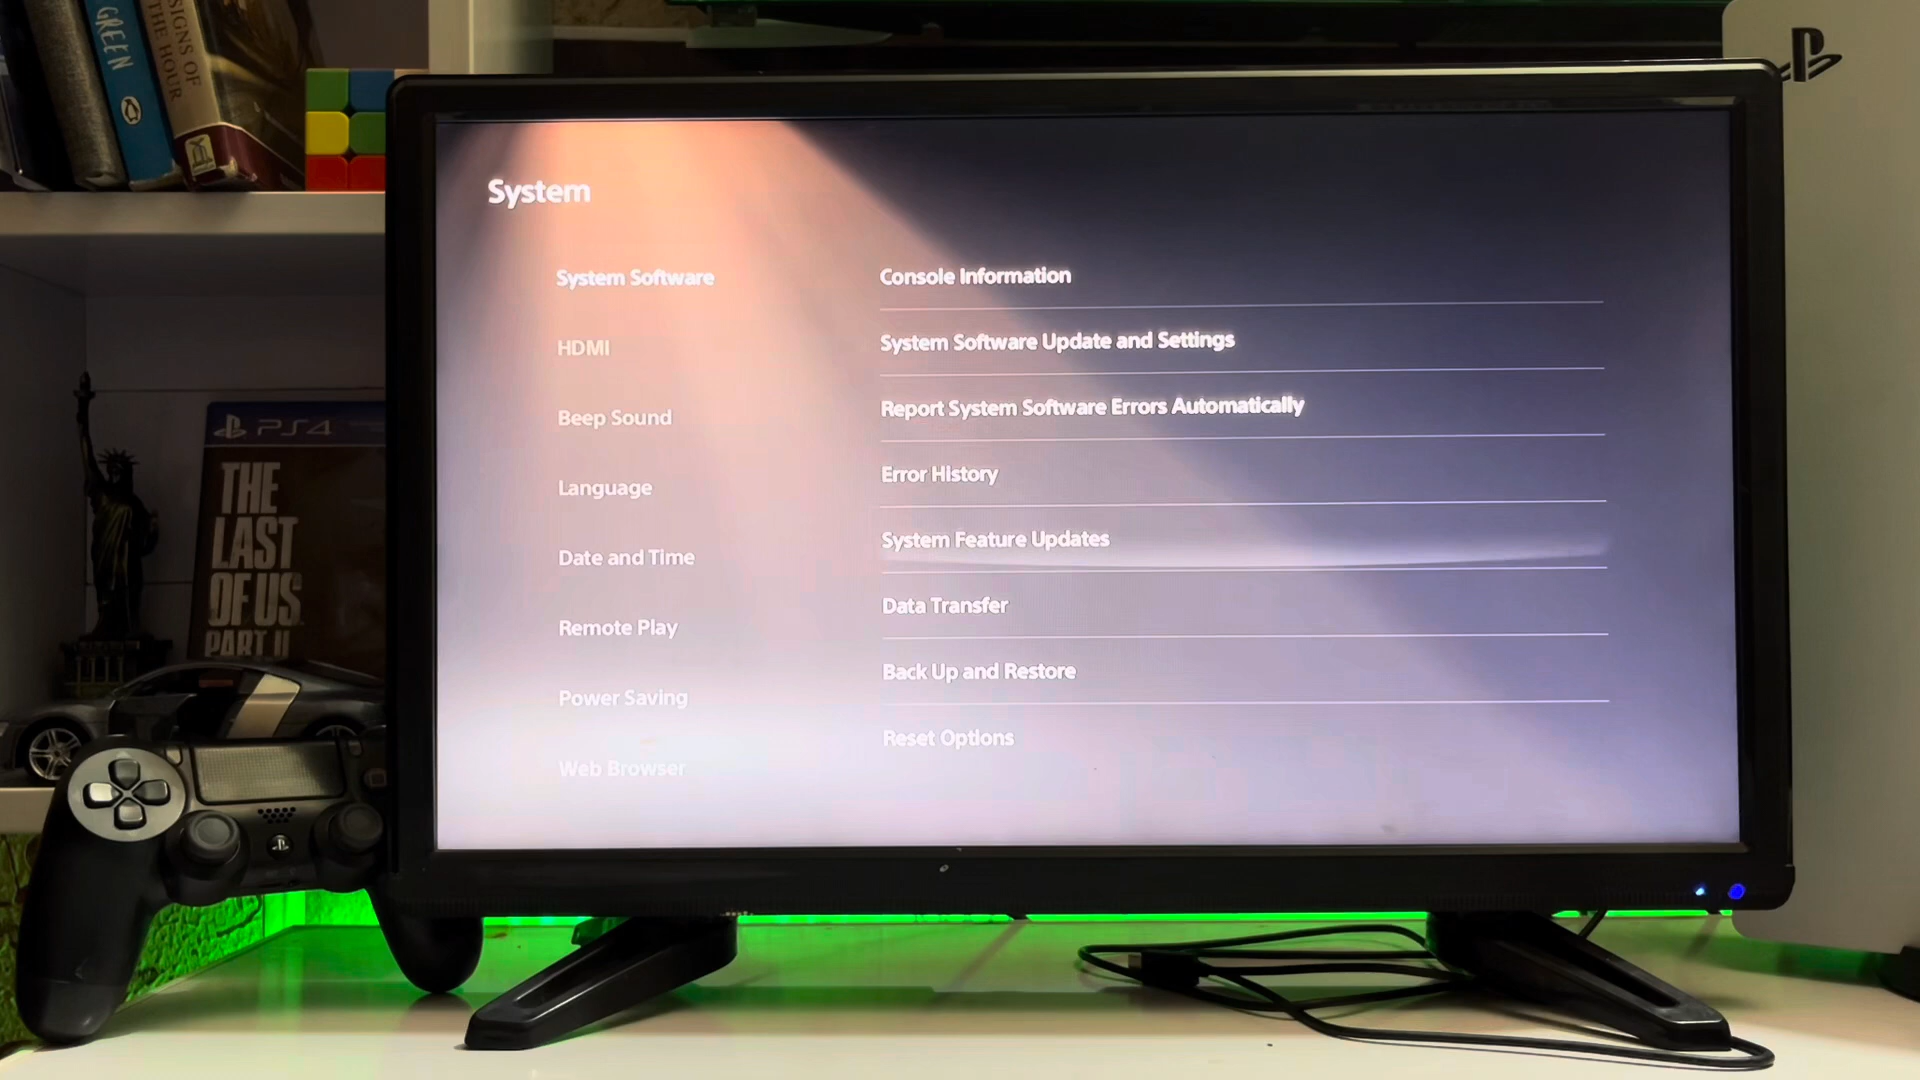 GREEN
SIGNS OF
THE HOUR
System
System Software
HDMI
Beep Sound
Language
Date and Time
Remote Play
Power Saving
Web Browser
Console Information
System Software Update and Settings
Report System Software Errors Automatically
Error History
System Feature Updates
Data Transfer
Back Up and Restore
Reset Options
PS4
THE
LAST
OF US
PART II